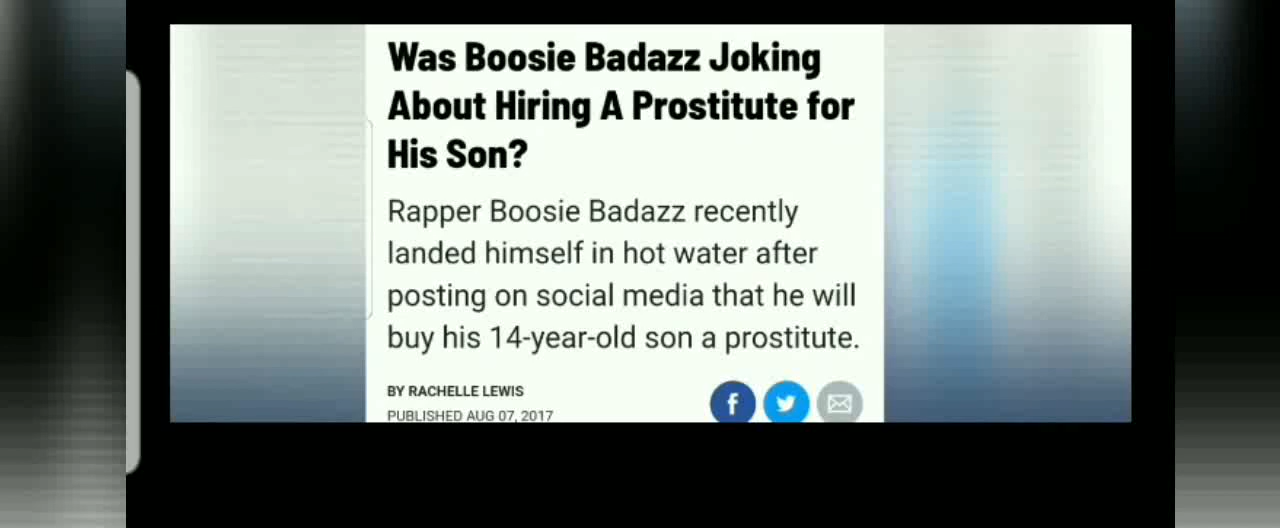 Was Boosie Badazz Joking
About Hiring A Prostitute for
His Son?
Rapper Boosie Badazz recently
landed himself in hot water after
posting on social media that he will
buy his 14-year-old son a prostitute.
BY RACHELLE LEWIS
PUBLISHED AUG 07, 2017